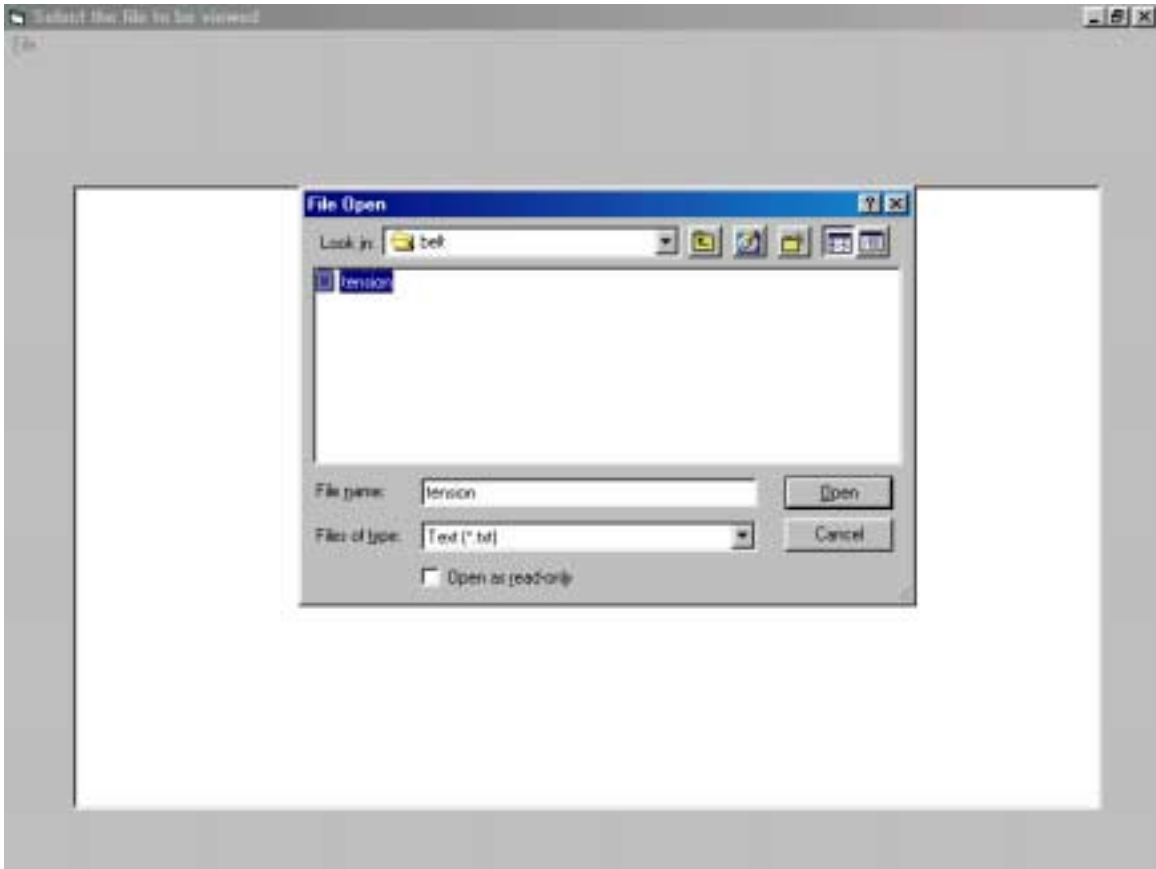 Select the file to be viewed
File
File Open
Look in: belt
tension
File name: tension
Open
Files of type: Text (*.txt)
Cancel
Open as read-only